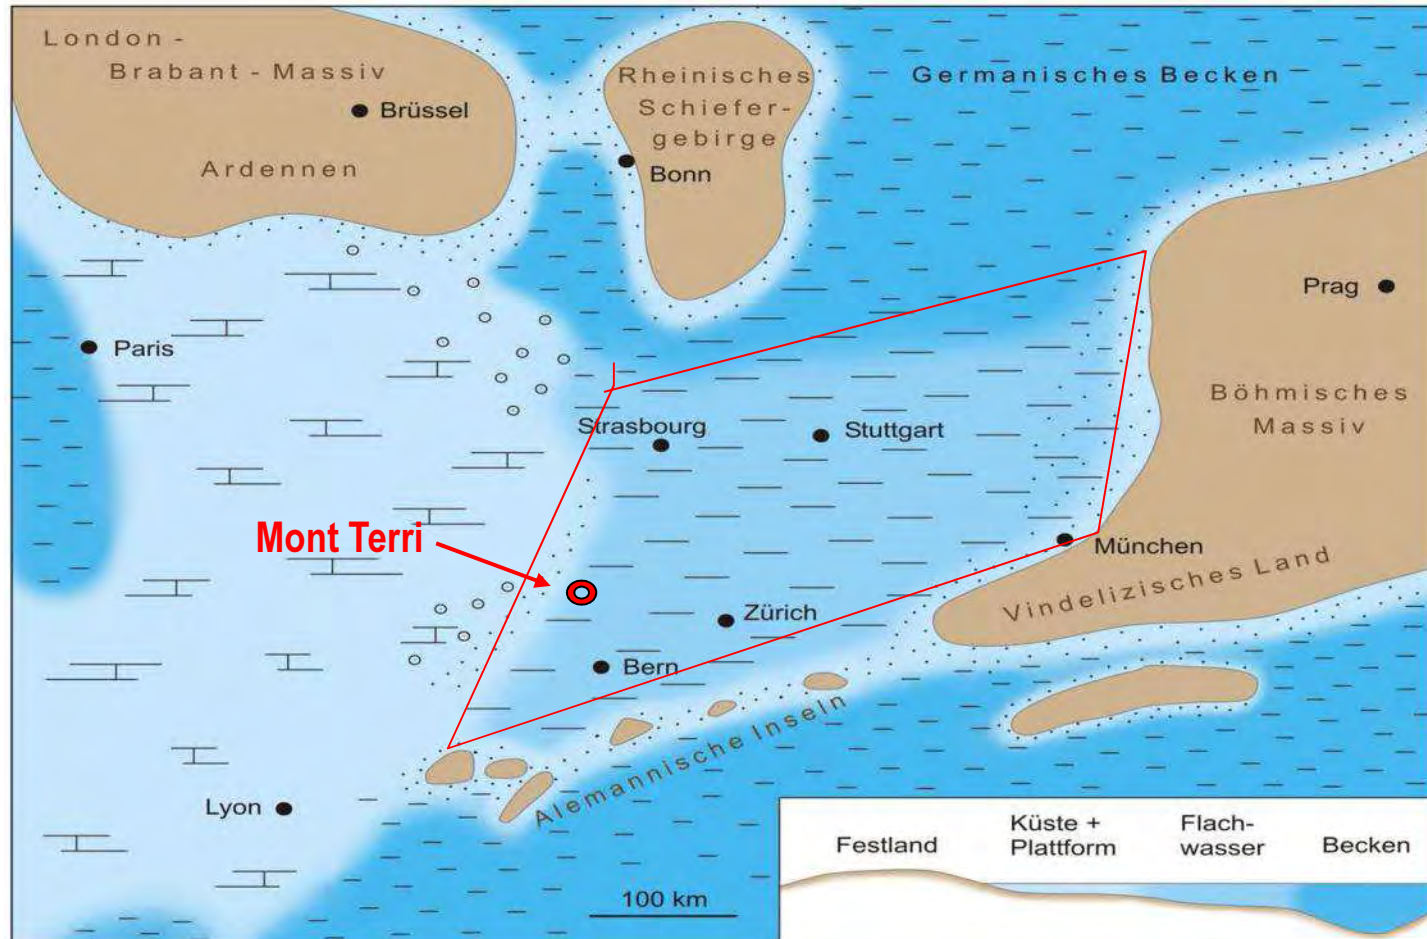 London -
Brabant - Massiv
Brüssel
Ardennen
Rheinisches
Schiefer-
gebirge
Bonn
Germanisches Becken
Prag
Paris
Böhmisches
Massiv
Strasbourg
Stuttgart
Mont Terri
München
Vindelizisches Land
Zürich
Bern
Alemannische Inseln
Lyon
100 km
Festland
Küste +
Plattform
Flach-
wasser
Becken